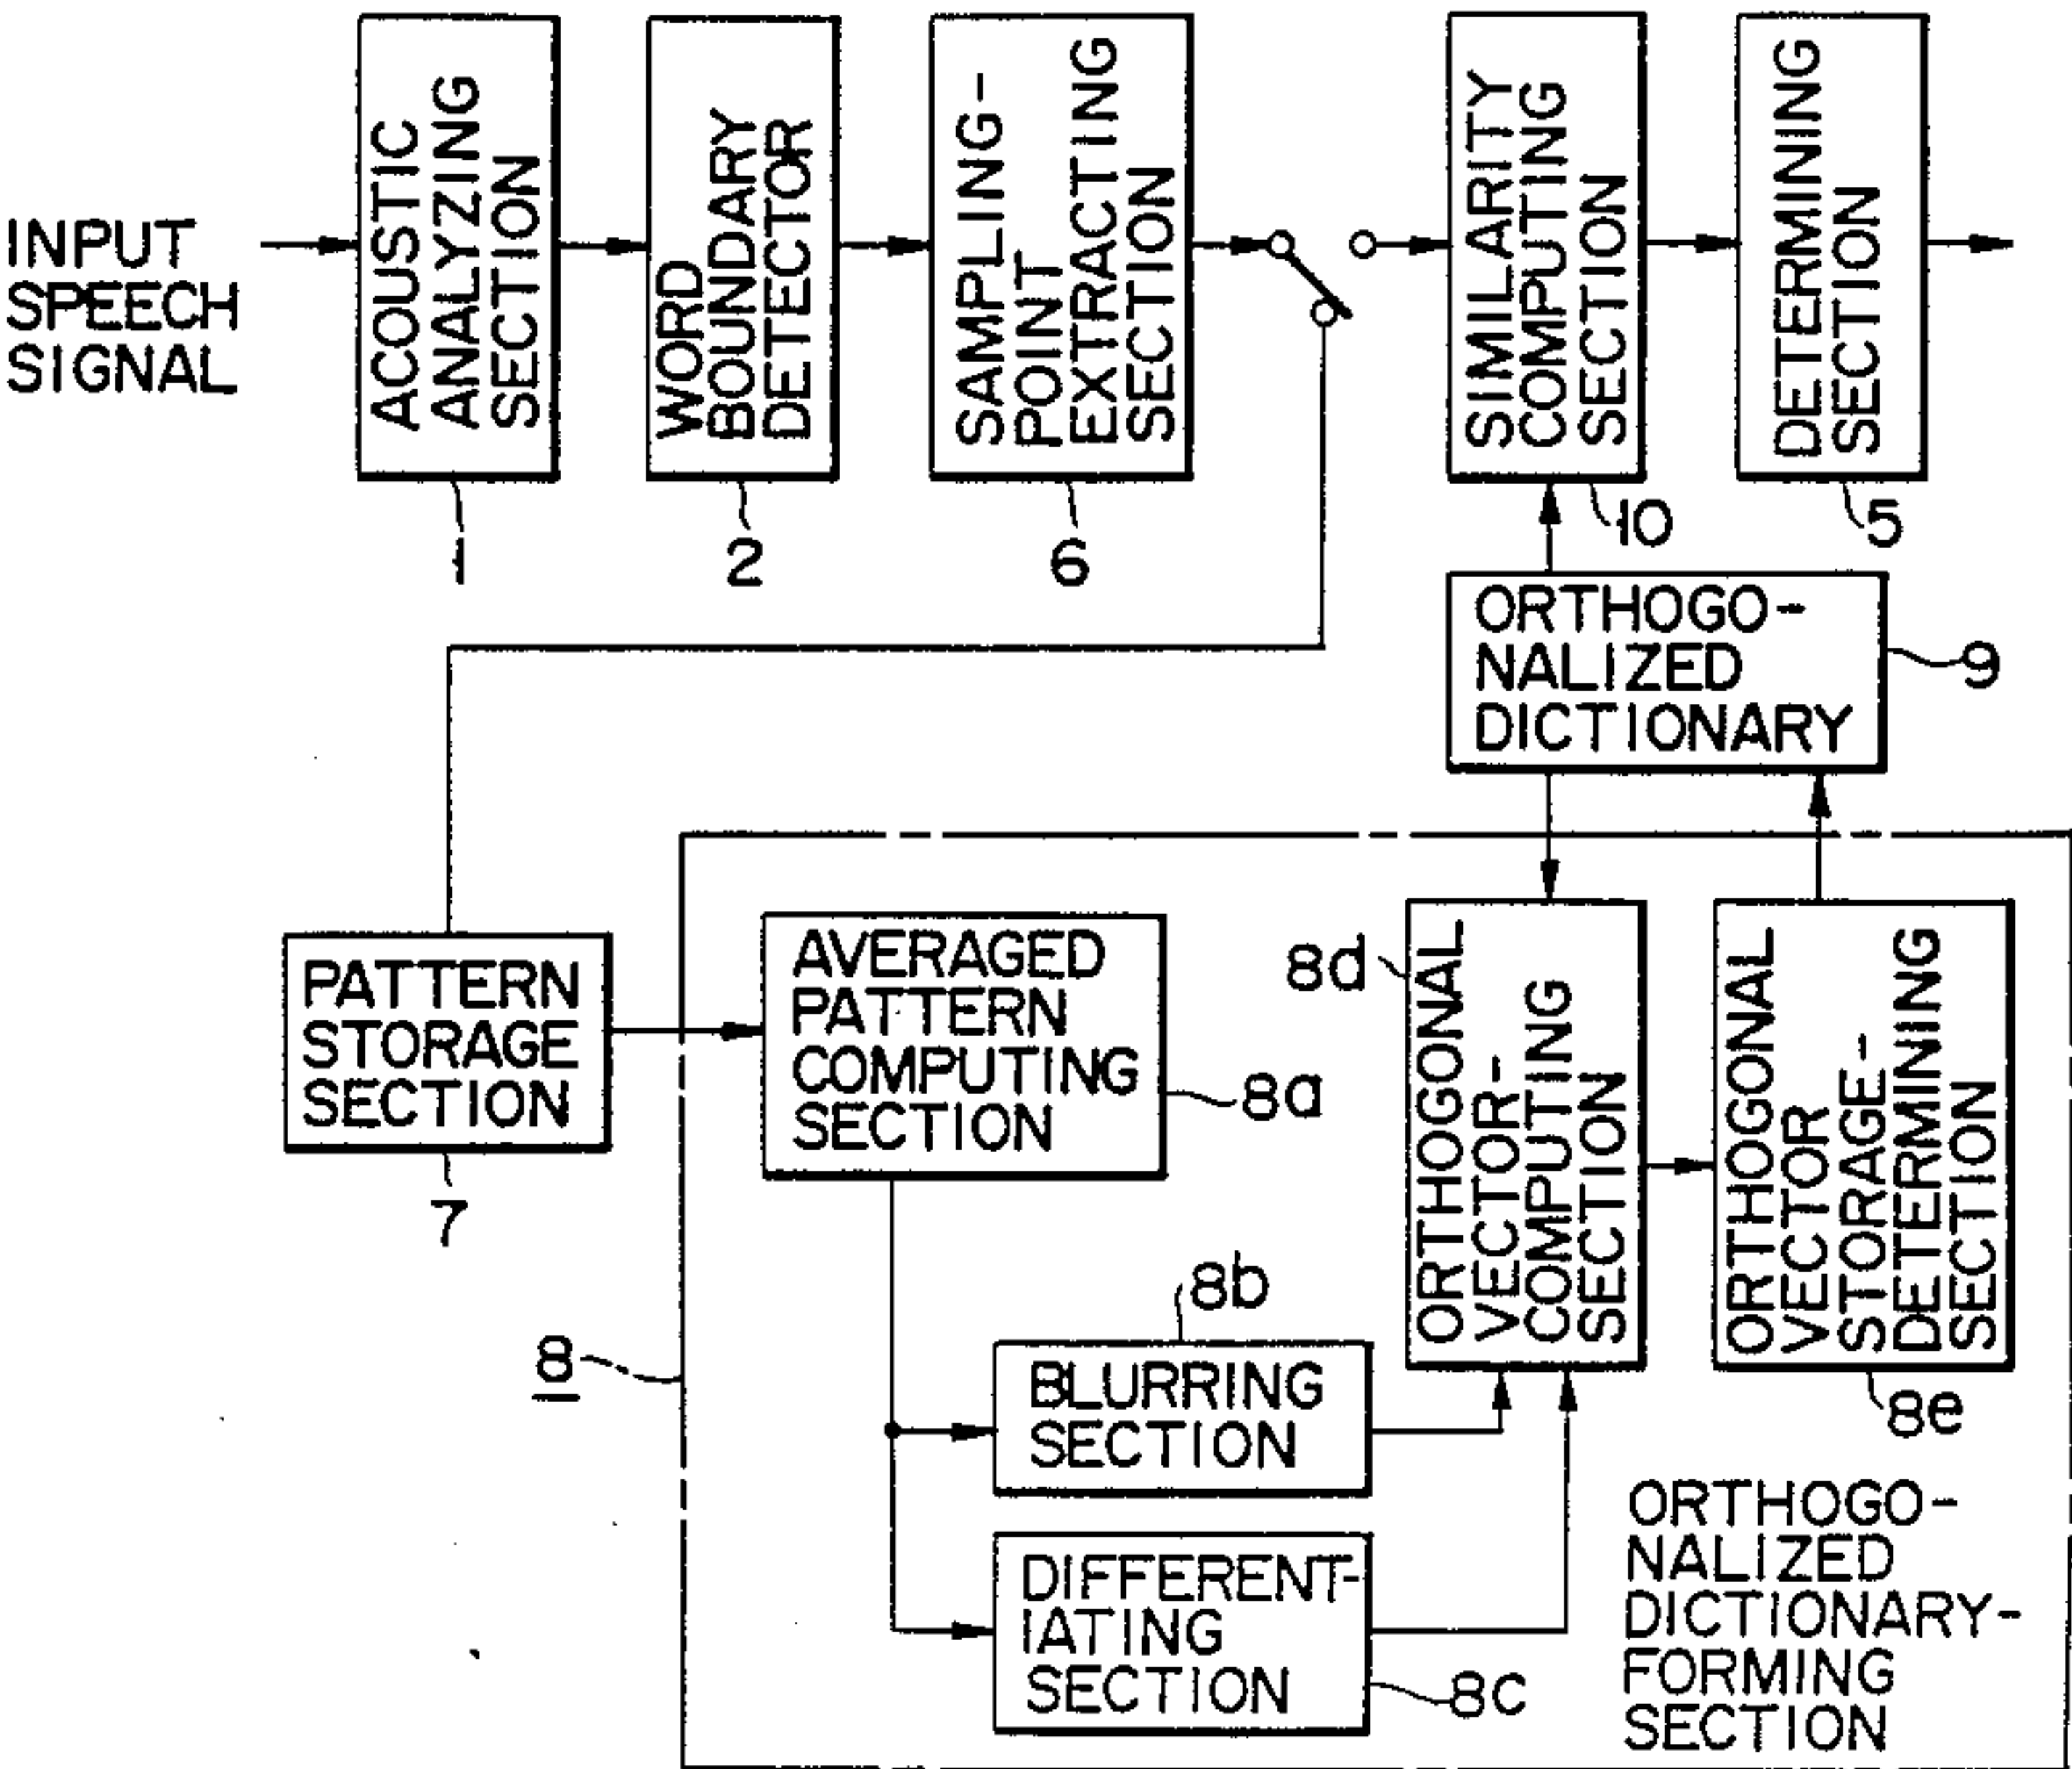 INPUT
SPEECH
SIGNAL
ACOUSTIC
ANALYZING
SECTION
1
WORD
BOUNDARY
DETECTOR
2
SAMPLING-
POINT
EXTRACTING
SECTION
6
SIMILARITY
COMPUTING
SECTION
10
DETERMINING
SECTION
5
ORTHOGO-
NALIZED
DICTIONARY
9
PATTERN
STORAGE
SECTION
7
AVERAGED
PATTERN
COMPUTING
SECTION
8a
8b
BLURRING
SECTION
DIFFERENT-
IATING
SECTION
8c
8d
ORTHOGONAL
VECTOR-
COMPUTING
SECTION
ORTHOGONAL
VECTOR
STORAGE-
DETERMINING
SECTION
8e
8
ORTHOGO-
NALIZED
DICTIONARY-
FORMING
SECTION